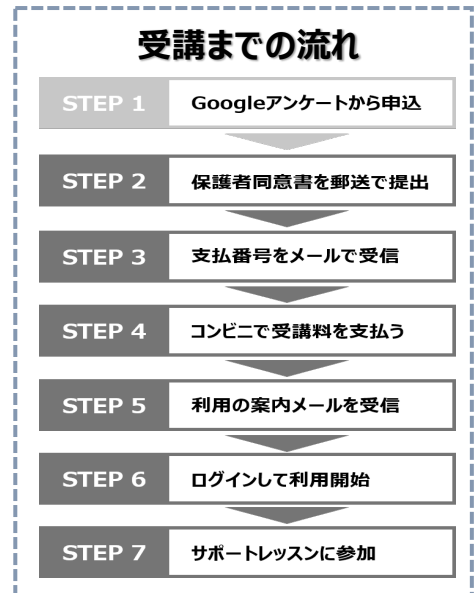 受講までの流れ
STEP 1 Googleアンケートから申込
STEP 2 保護者同意書を郵送で提出
STEP 3 支払番号をメールで受信
STEP 4 コンビニで受講料を支払う
STEP 5 利用の案内メールを受信
STEP 6 ログインして利用開始
STEP 7 サポートレッスンに参加